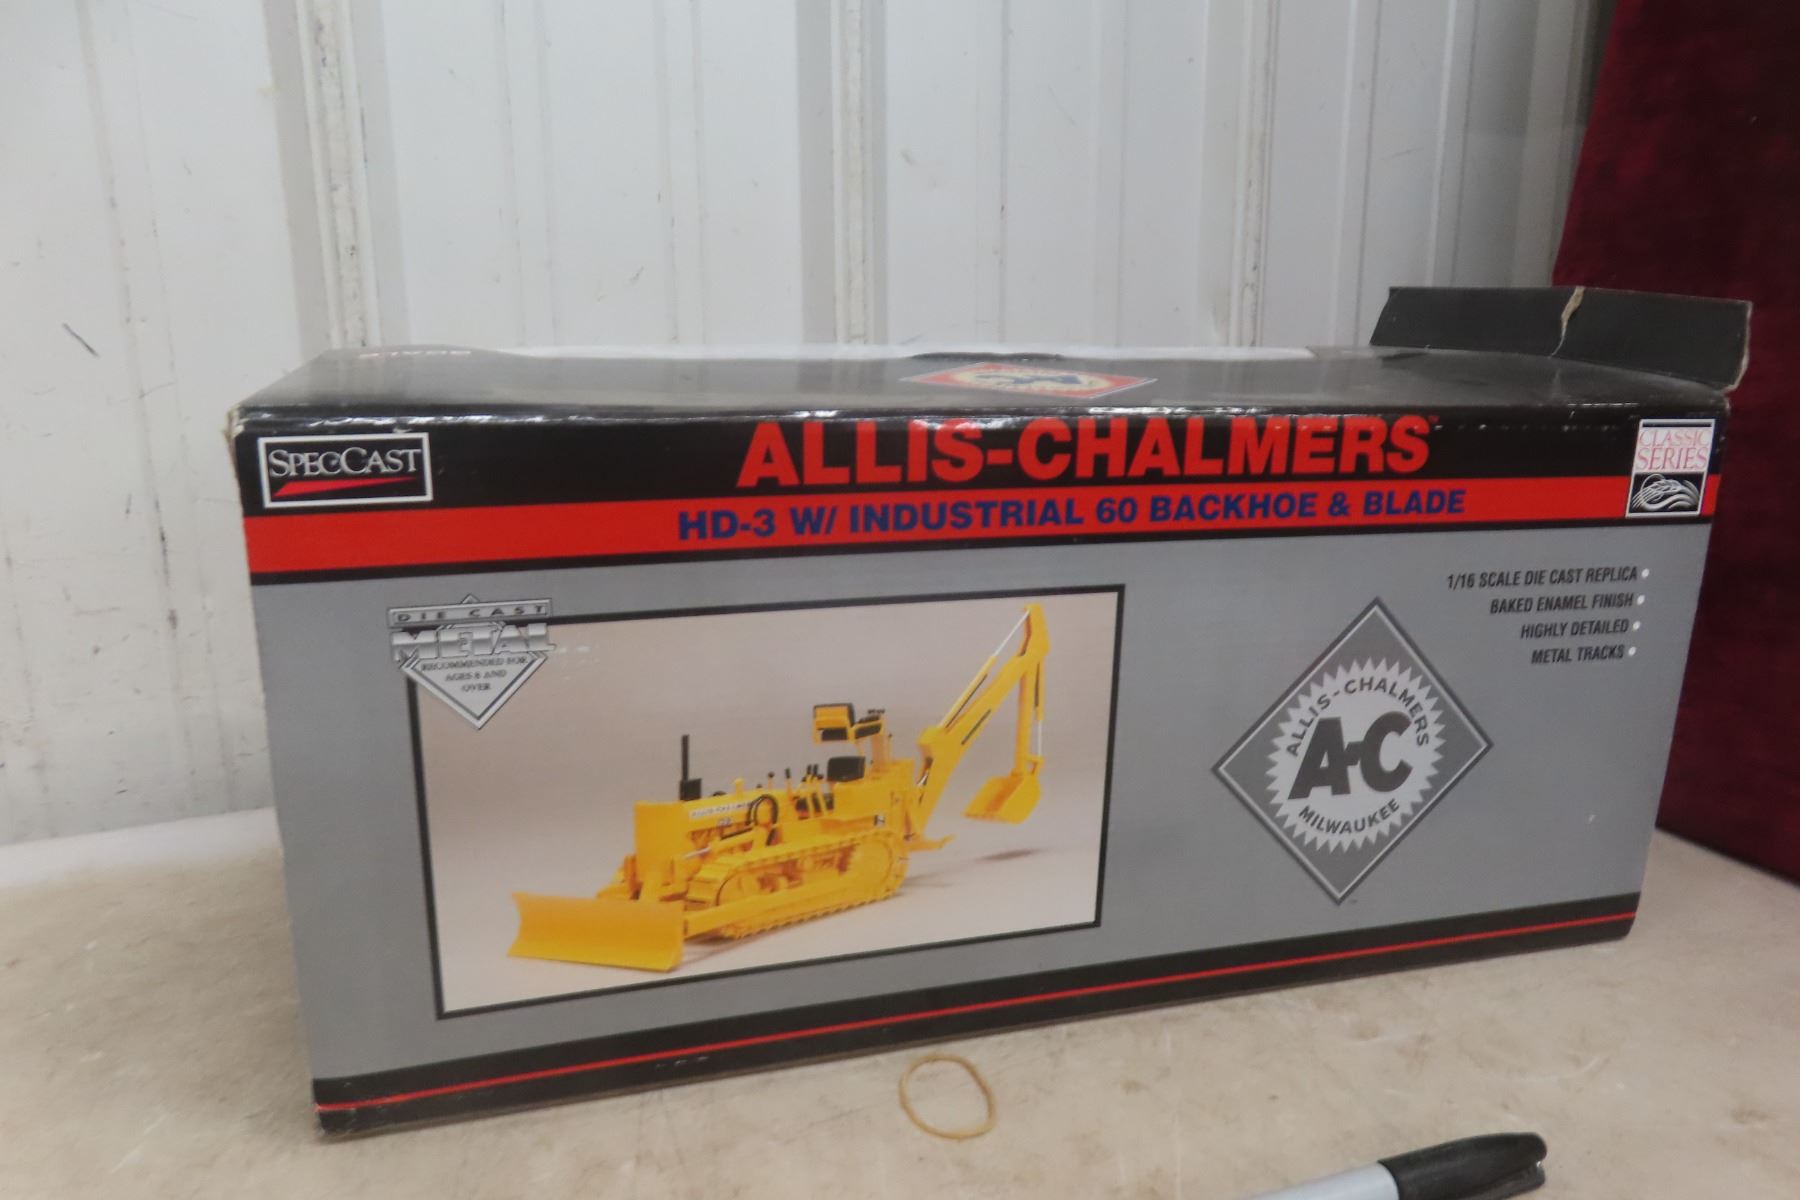 SPECCAST
ALLIS-CHALMERS™
HD-3 W/ INDUSTRIAL 60 BACKHOE & BLADE
CLASSIC
SERIES
1/16 SCALE DIE CAST REPLICA •
BAKED ENAMEL FINISH •
HIGHLY DETAILED •
METAL TRACKS •
DIE CAST
METAL
RECOMMENDED FOR
AGES 8 AND
OVER
ALLIS-CHALMERS
A-C
MILWAUKEE